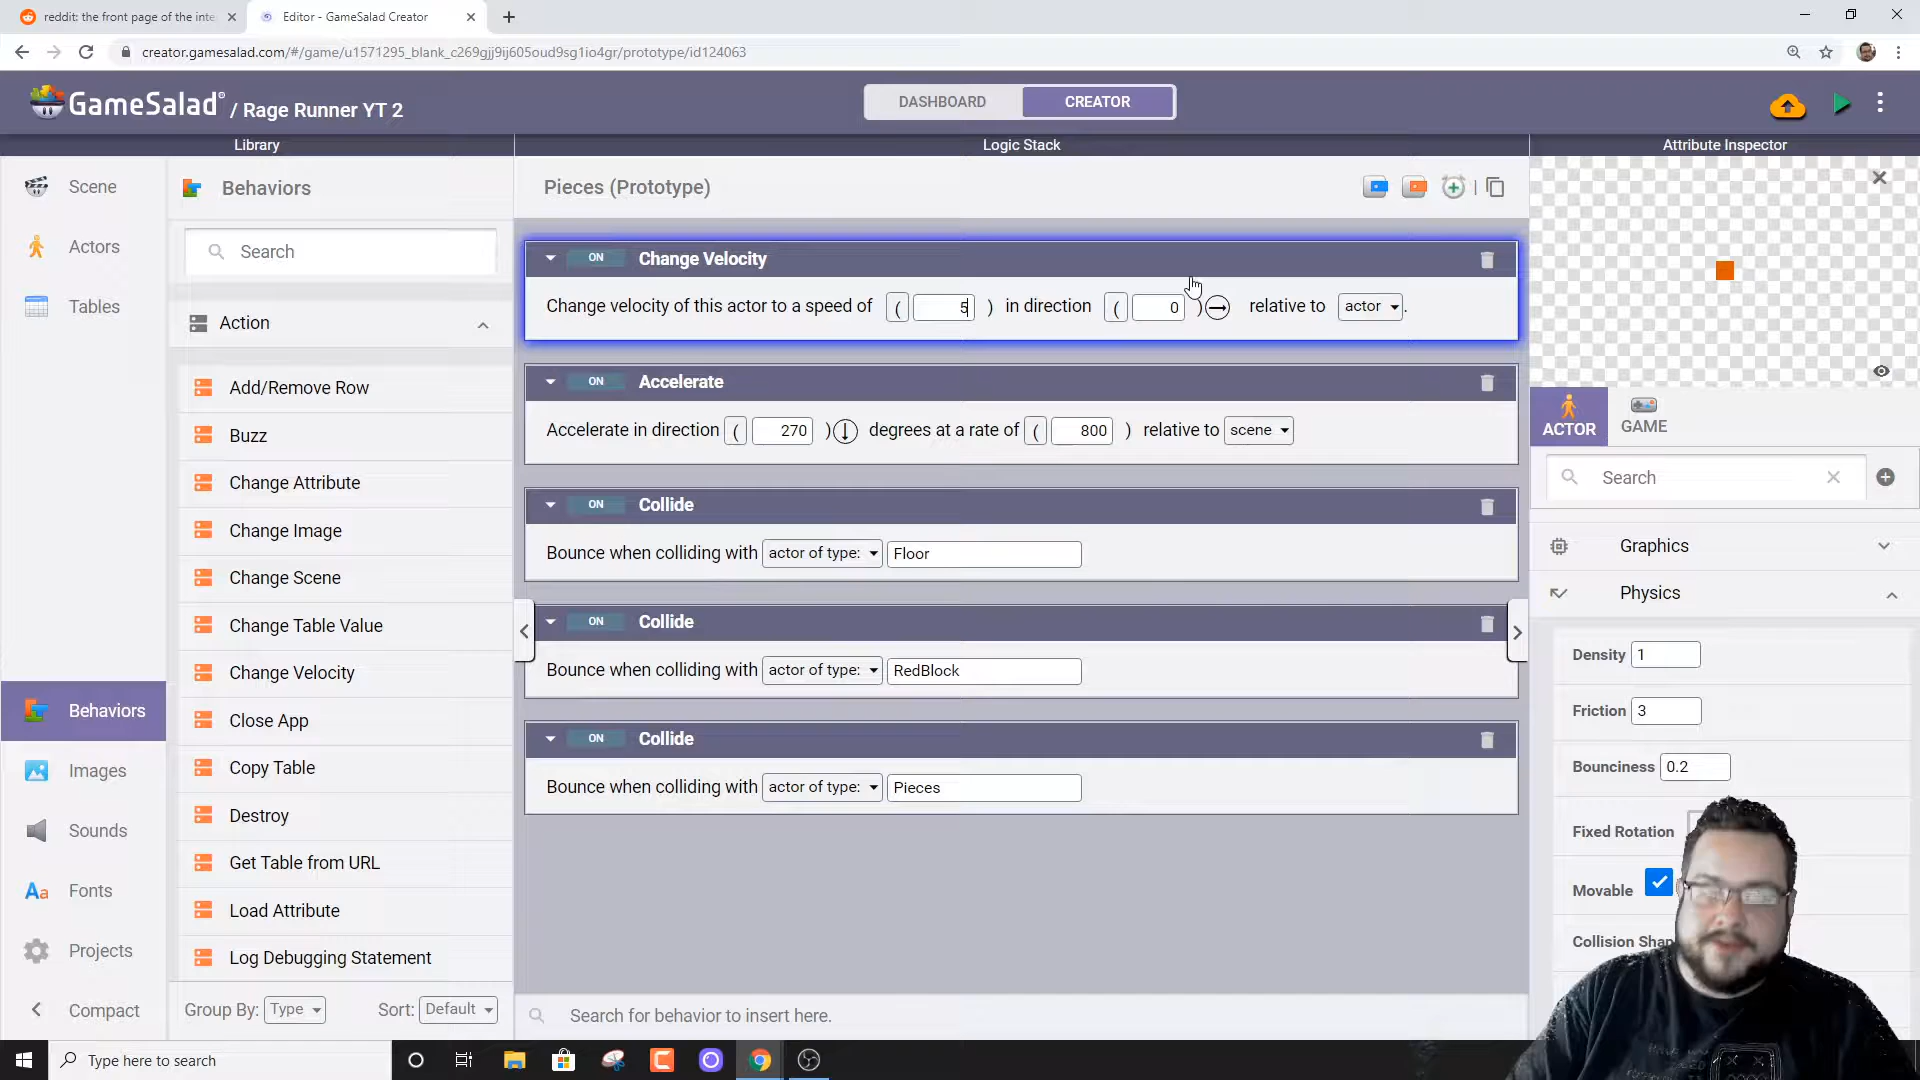 reddit: the front page of the inte
Editor - GameSalad Creator
creator.gamesalad.com/#/game/u1571295_blank_c269gjj9ij605oud9sg1io4gr/prototype/id124063
GameSalad / Rage Runner YT 2
DASHBOARD
CREATOR
Library
Logic Stack
Attribute Inspector
Scene
Actors
Tables
Behaviors
Images
Sounds
Fonts
Projects
Compact
Behaviors
Search
Action
Add/Remove Row
Buzz
Change Attribute
Change Image
Change Scene
Change Table Value
Change Velocity
Close App
Copy Table
Destroy
Get Table from URL
Load Attribute
Log Debugging Statement
Group By: Type
Sort: Default
Pieces (Prototype)
ON Change Velocity
Change velocity of this actor to a speed of ( 5 ) in direction ( 0 ) relative to actor .
ON Accelerate
Accelerate in direction ( 270 ) degrees at a rate of ( 800 ) relative to scene
ON Collide
Bounce when colliding with actor of type: Floor
ON Collide
Bounce when colliding with actor of type: RedBlock
ON Collide
Bounce when colliding with actor of type: Pieces
Search for behavior to insert here.
ACTOR
GAME
Search
Graphics
Physics
Density 1
Friction 3
Bounciness 0.2
Fixed Rotation
Movable
Collision Shap
Type here to search